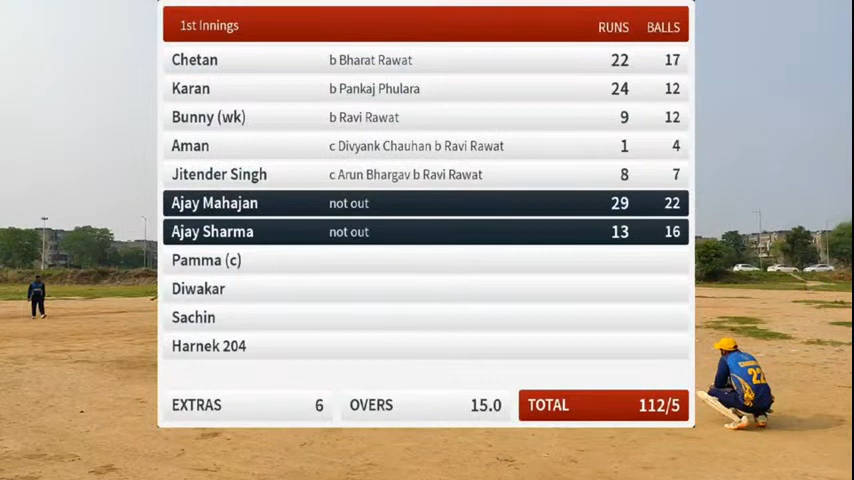 1st Innings RUNS BALLS
Chetan b Bharat Rawat 22 17
Karan b Pankaj Phulara 24 12
Bunny (wk) b Ravi Rawat 9 12
Aman c Divyank Chauhan b Ravi Rawat 1 4
Jitender Singh c Arun Bhargav b Ravi Rawat 8 7
Ajay Mahajan not out 29 22
Ajay Sharma not out 13 16
Pamma (c)
Diwakar
Sachin
Harnek 204
EXTRAS 6 OVERS 15.0 TOTAL 112/5